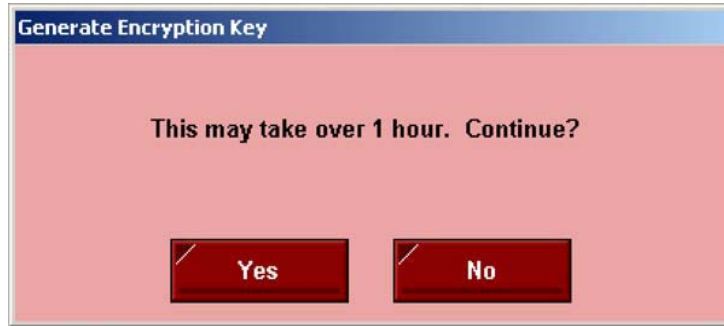 Generate Encryption Key
This may take over 1 hour.  Continue?
Yes
No